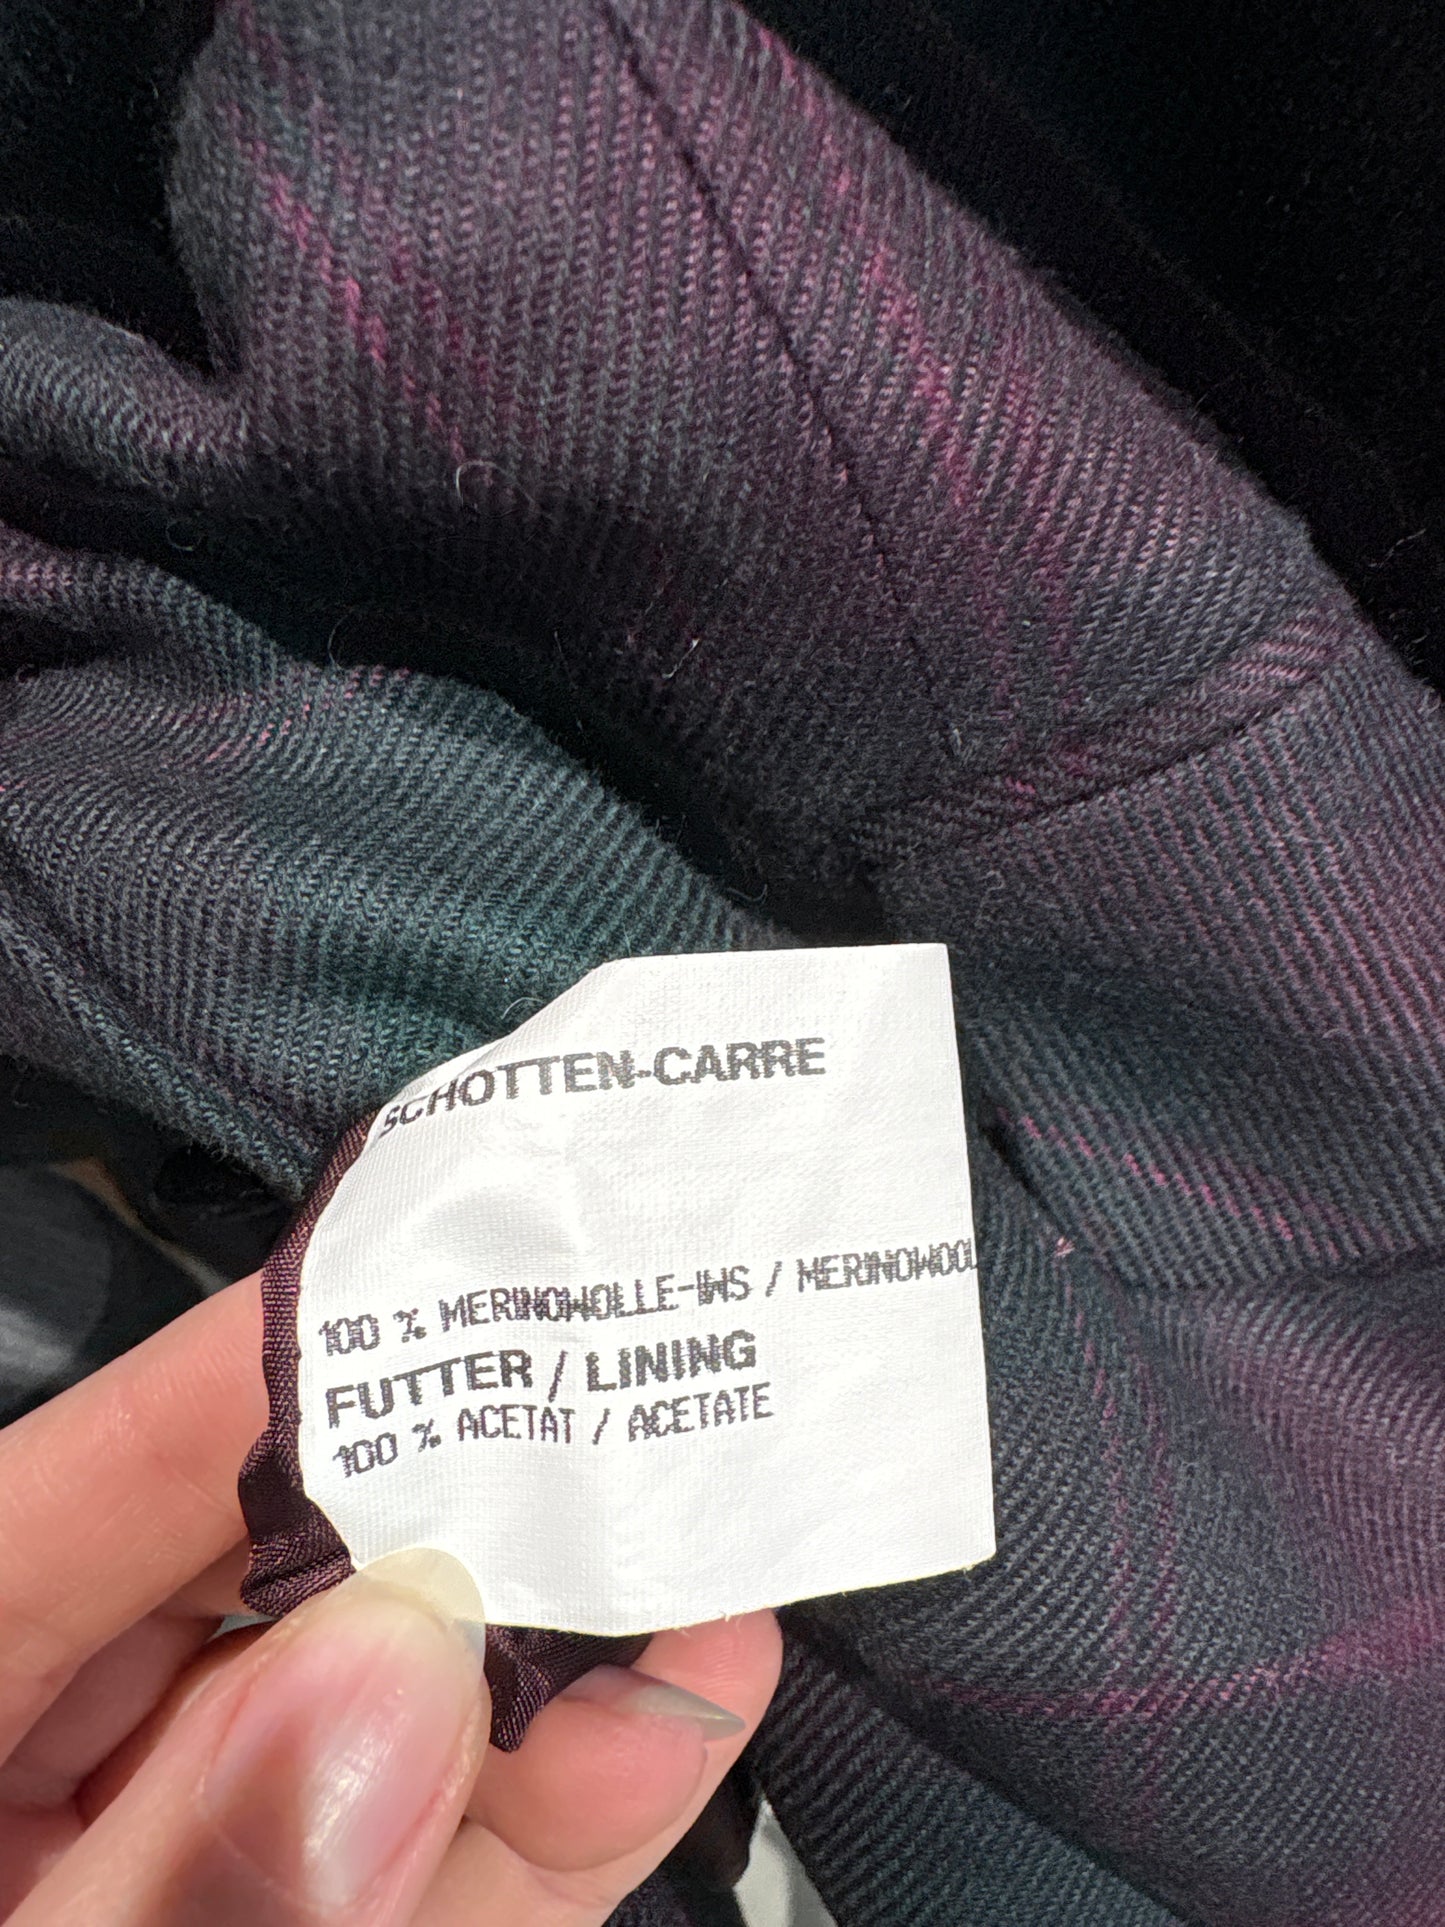 SCHOTTEN-CARRE
100 % MERINOWOLLE-IWS / MERINOWOOL
FUTTER / LINING
100 % ACETAT / ACETATE